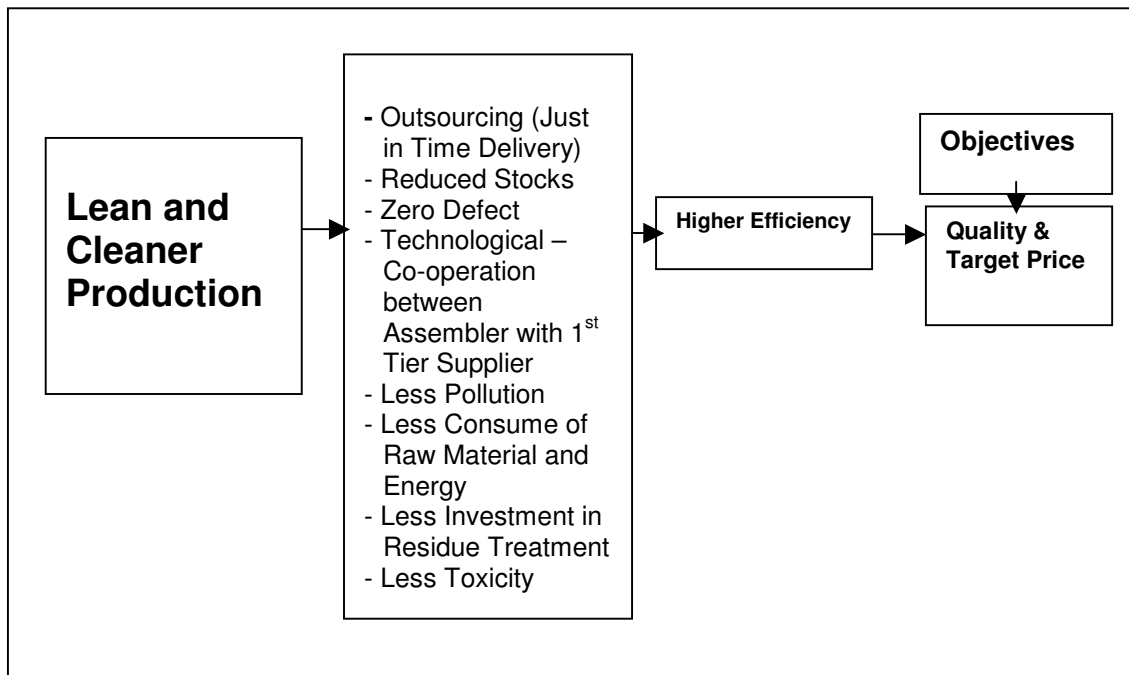 Lean and
Cleaner
Production
- Outsourcing (Just
in Time Delivery)
- Reduced Stocks
- Zero Defect
- Technological –
Co-operation
between
Assembler with 1st
Tier Supplier
- Less Pollution
- Less Consume of
Raw Material and
Energy
- Less Investment in
Residue Treatment
- Less Toxicity
Higher Efficiency
Objectives
Quality &
Target Price